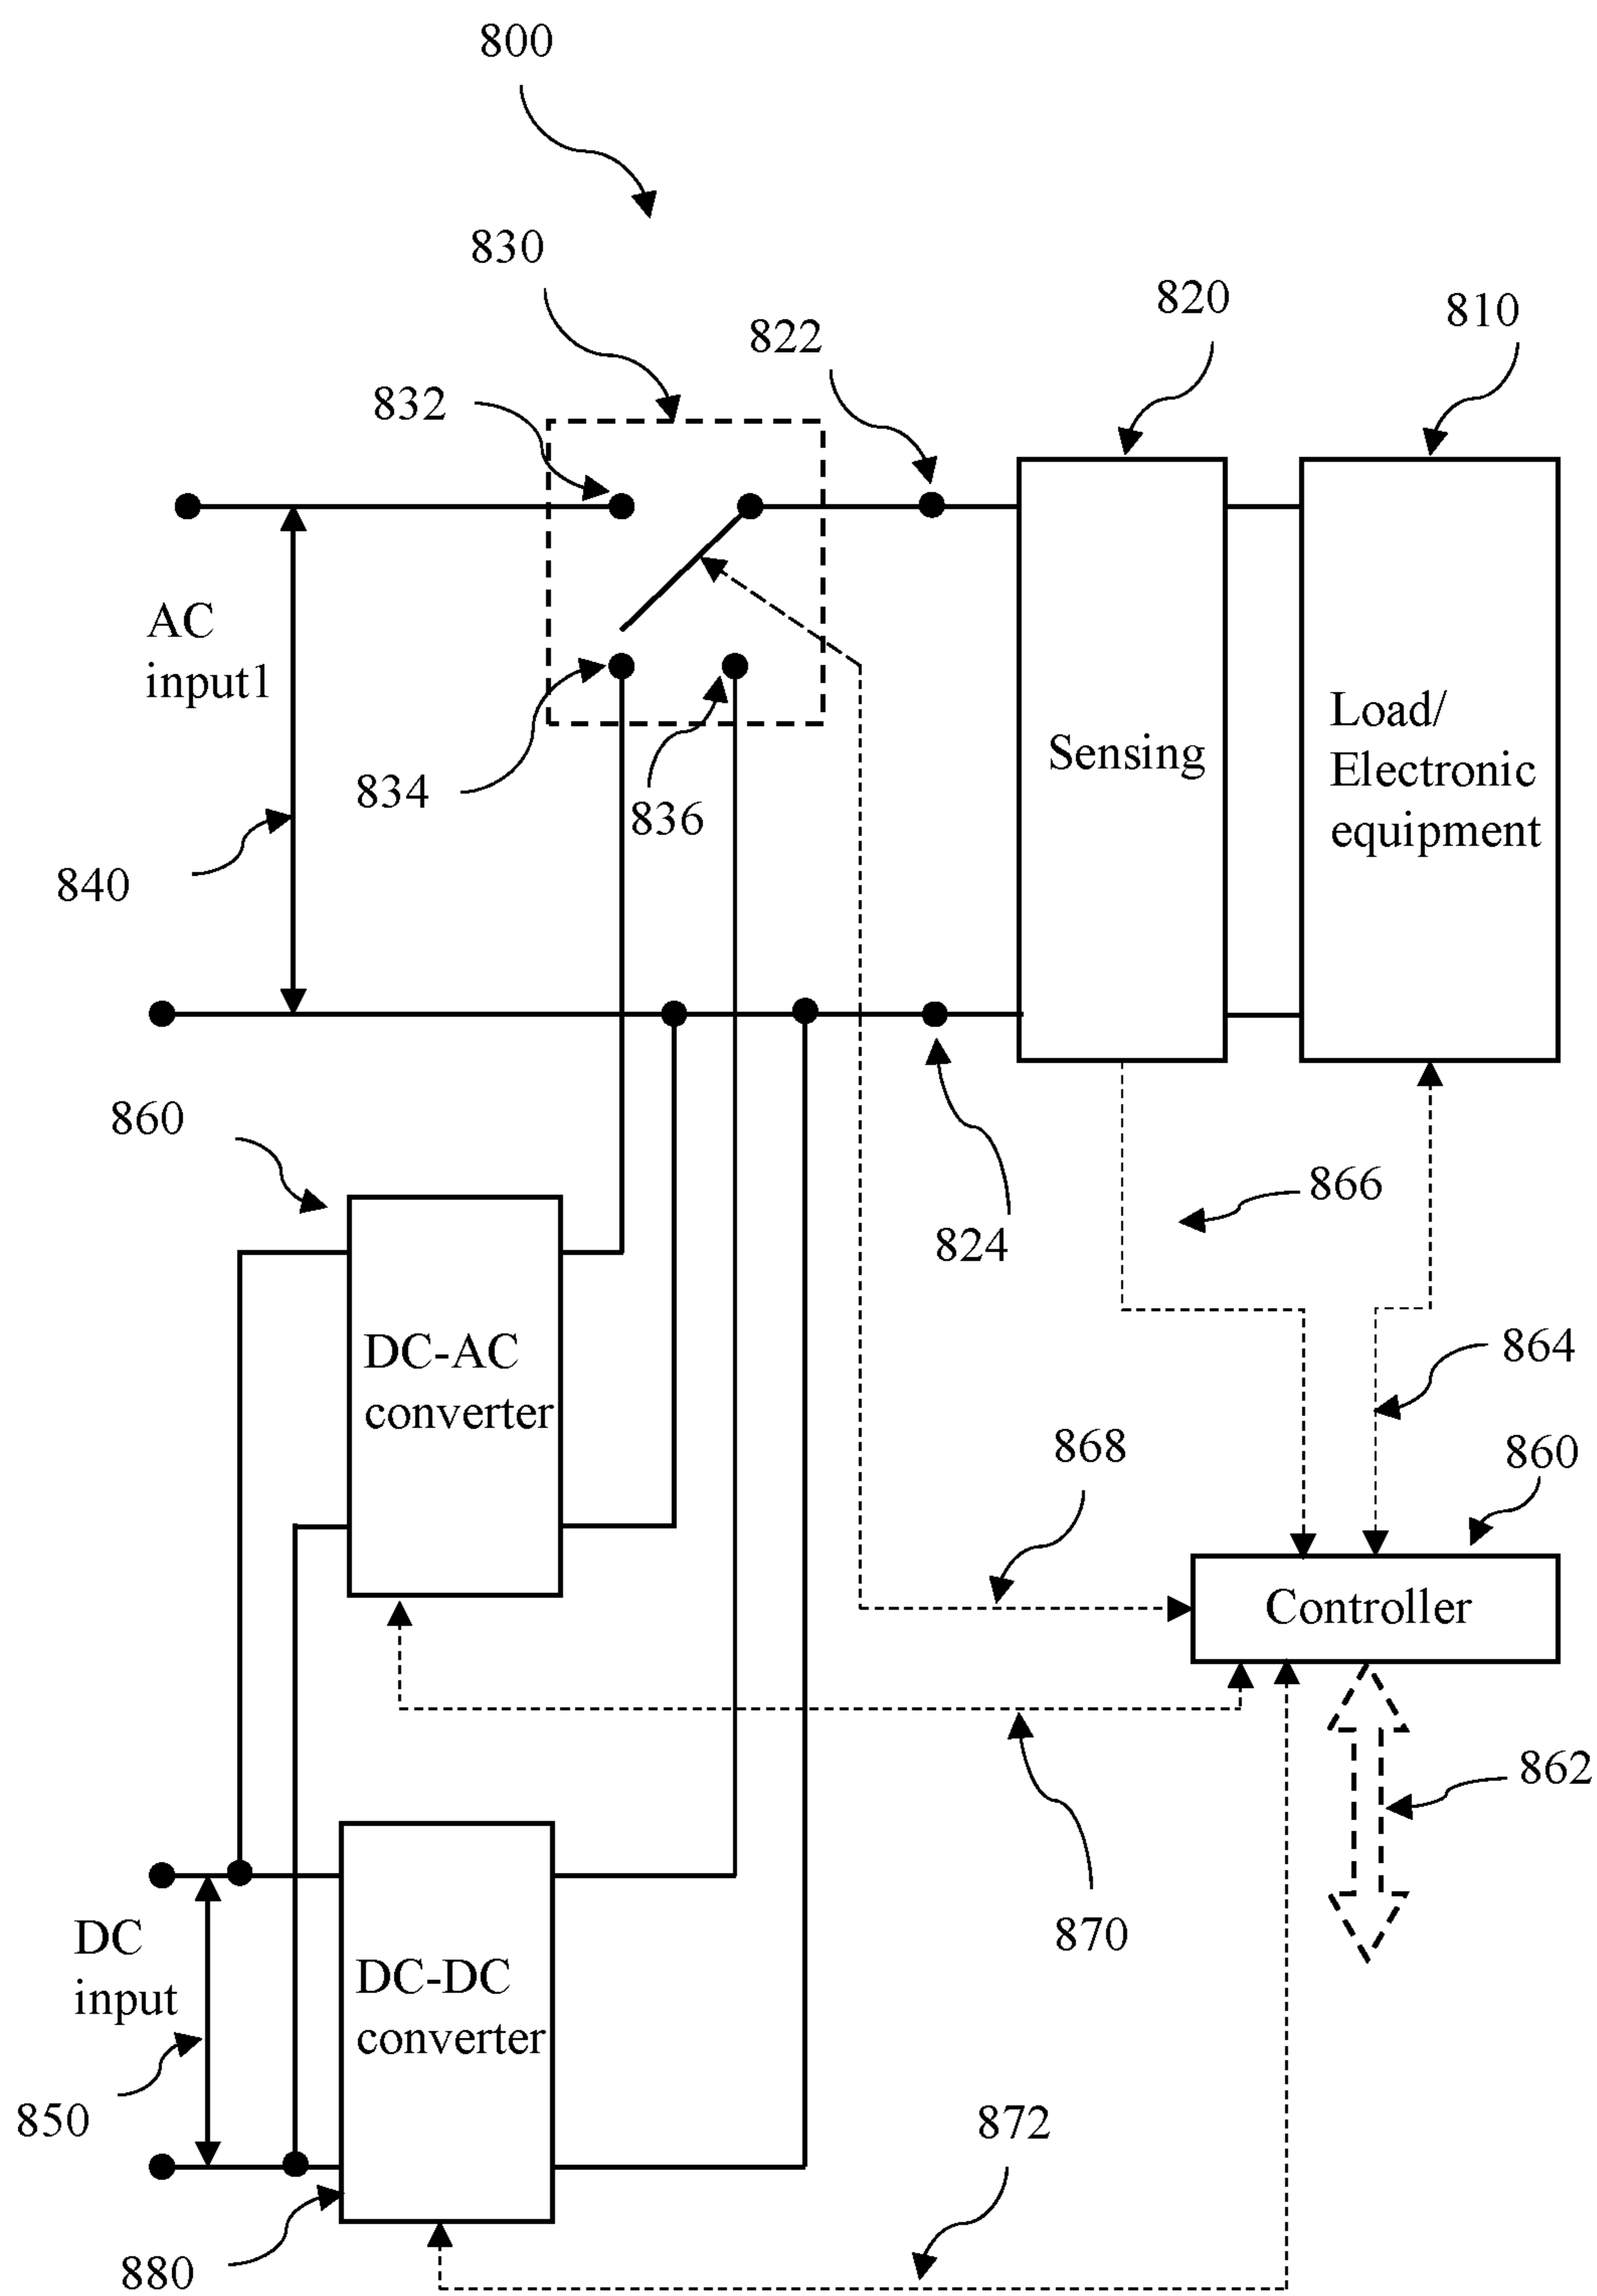 800
830
820
810
822
832
AC
input1
Load/
Electronic
equipment
Sensing
834
836
840
860
866
824
864
DC-AC
converter
868
860
Controller
862
870
DC
input
DC-DC
converter
850
872
880